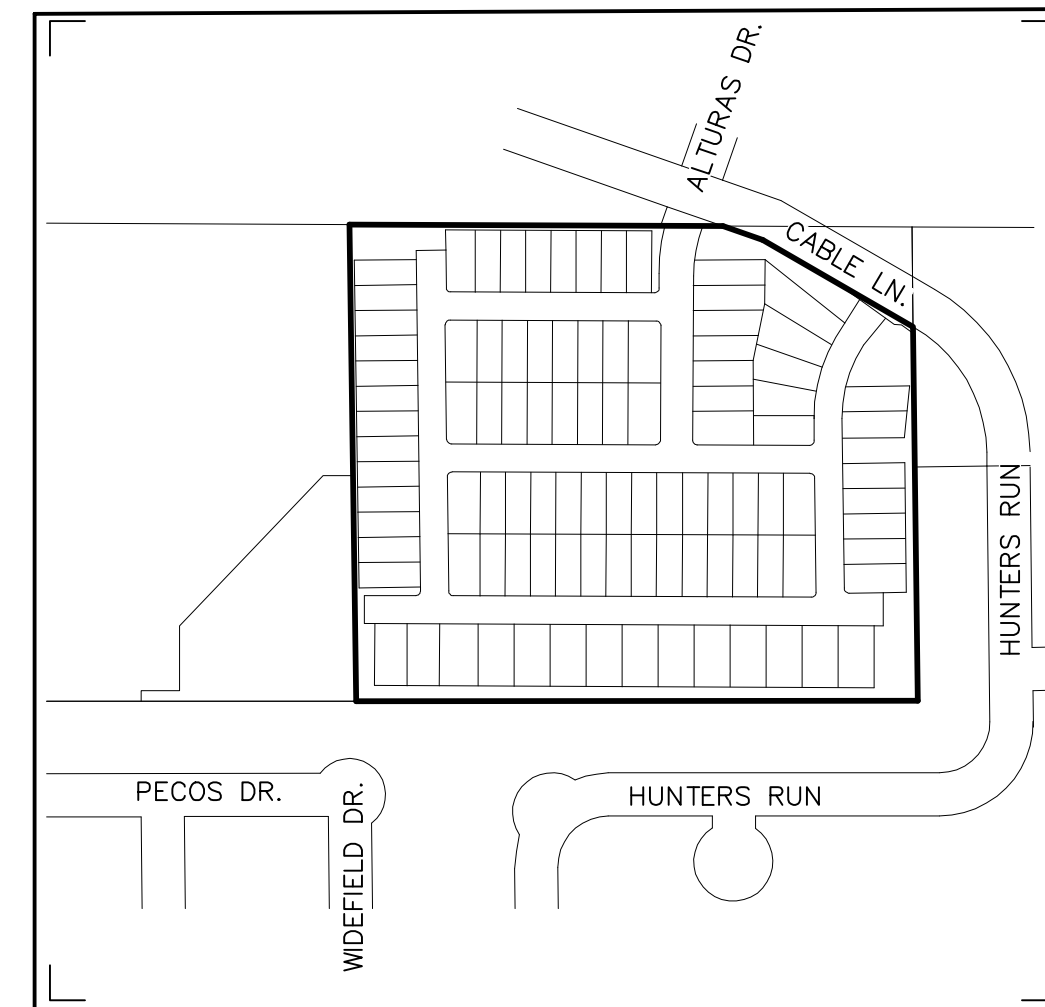 ALTURAS DR.
CABLE LN.
HUNTERS RUN
PECOS DR.
HUNTERS RUN
WIDEFIELD DR.